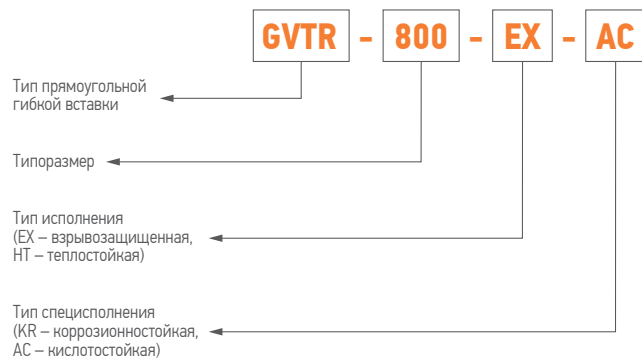 GVTR - 800 - EX - AC
Тип прямоугольной
гибкой вставки
Типоразмер
Тип исполнения
(EX – взрывозащищенная,
HT – теплостойкая)
Тип специсполнения
(KR – коррозионностойкая,
AC – кислотостойкая)